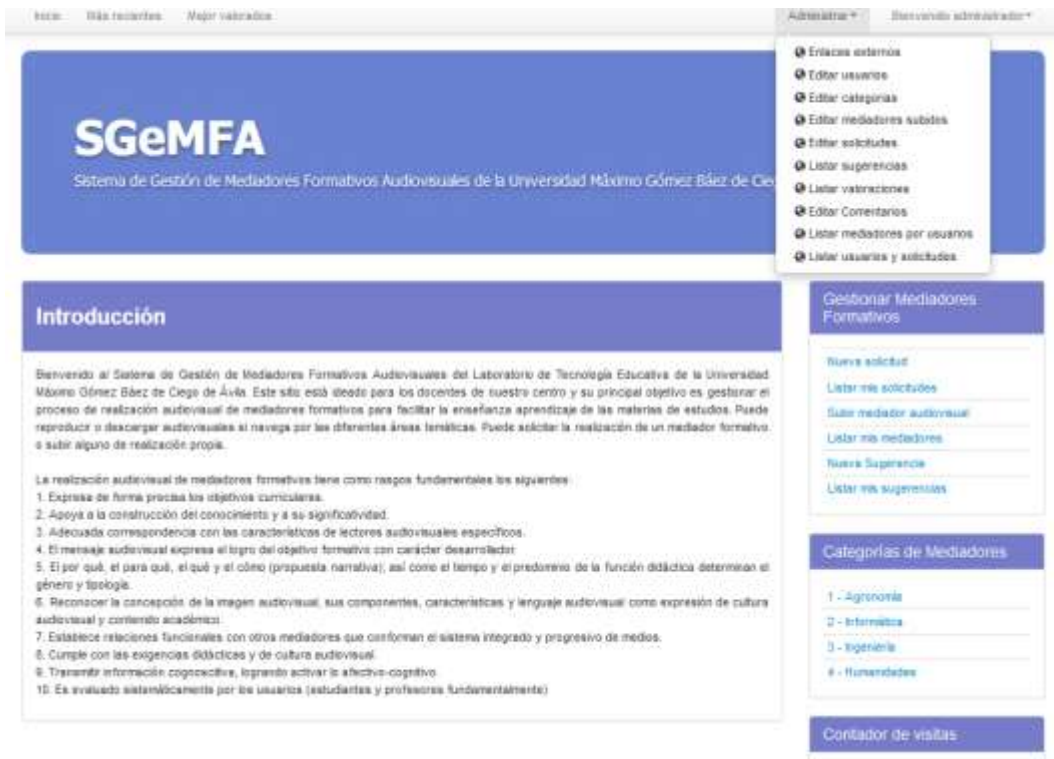 Inicio Más recientes Mejor valorados Administrar Bienvenido administrador
Enlaces externos
Editar usuarios
Editar categorías
Editar mediadores subidos
Editar solicitudes
Listar sugerencias
Listar valoraciones
Editar Comentarios
Listar mediadores por usuarios
Listar usuarios y solicitudes
SGeMFA
Sistema de Gestión de Mediadores Formativos Audiovisuales de la Universidad Máximo Gómez Báez de Cie
Introducción
Bienvenido al Sistema de Gestión de Mediadores Formativos Audiovisuales del Laboratorio de Tecnología Educativa de la Universidad
Máximo Gómez Báez de Ciego de Ávila. Este sitio está ideado para los docentes de nuestro centro y su principal objetivo es gestionar el
proceso de realización audiovisual de mediadores formativos para facilitar la enseñanza aprendizaje de las materias de estudios. Puede
reproducir o descargar audiovisuales si navega por las diferentes áreas temáticas. Puede solicitar la realización de un mediador formativo
o subir alguno de realización propia.
La realización audiovisual de mediadores formativos tiene como rasgos fundamentales los siguientes:
1. Expresa de forma precisa los objetivos curriculares.
2. Apoya a la construcción del conocimiento y a su significatividad.
3. Adecuada correspondencia con las características de lectores audiovisuales específicos.
4. El mensaje audiovisual expresa el logro del objetivo formativo con carácter desarrollador.
5. El por qué, el para qué, el qué y el cómo (propuesta narrativa); así como el tiempo y el predominio de la función didáctica determinan el
género y tipología.
6. Reconocer la concepción de la imagen audiovisual, sus componentes, características y lenguaje audiovisual como expresión de cultura
audiovisual y contenido académico.
7. Establece relaciones funcionales con otros mediadores que conforman el sistema integrado y progresivo de medios.
8. Cumple con las exigencias didácticas y de cultura audiovisual.
9. Transmitir información cognoscitiva, logrando activar lo afectivo-cognitivo.
10. Es evaluado sistemáticamente por los usuarios (estudiantes y profesores fundamentalmente)
Gestionar Mediadores
Formativos
Nueva solicitud
Listar mis solicitudes
Subir mediador audiovisual
Listar mis mediadores
Nueva Sugerencia
Listar mis sugerencias
Categorías de Mediadores
1 - Agronomía
2 - Informática
3 - Ingeniería
4 - Humanidades
Contador de visitas